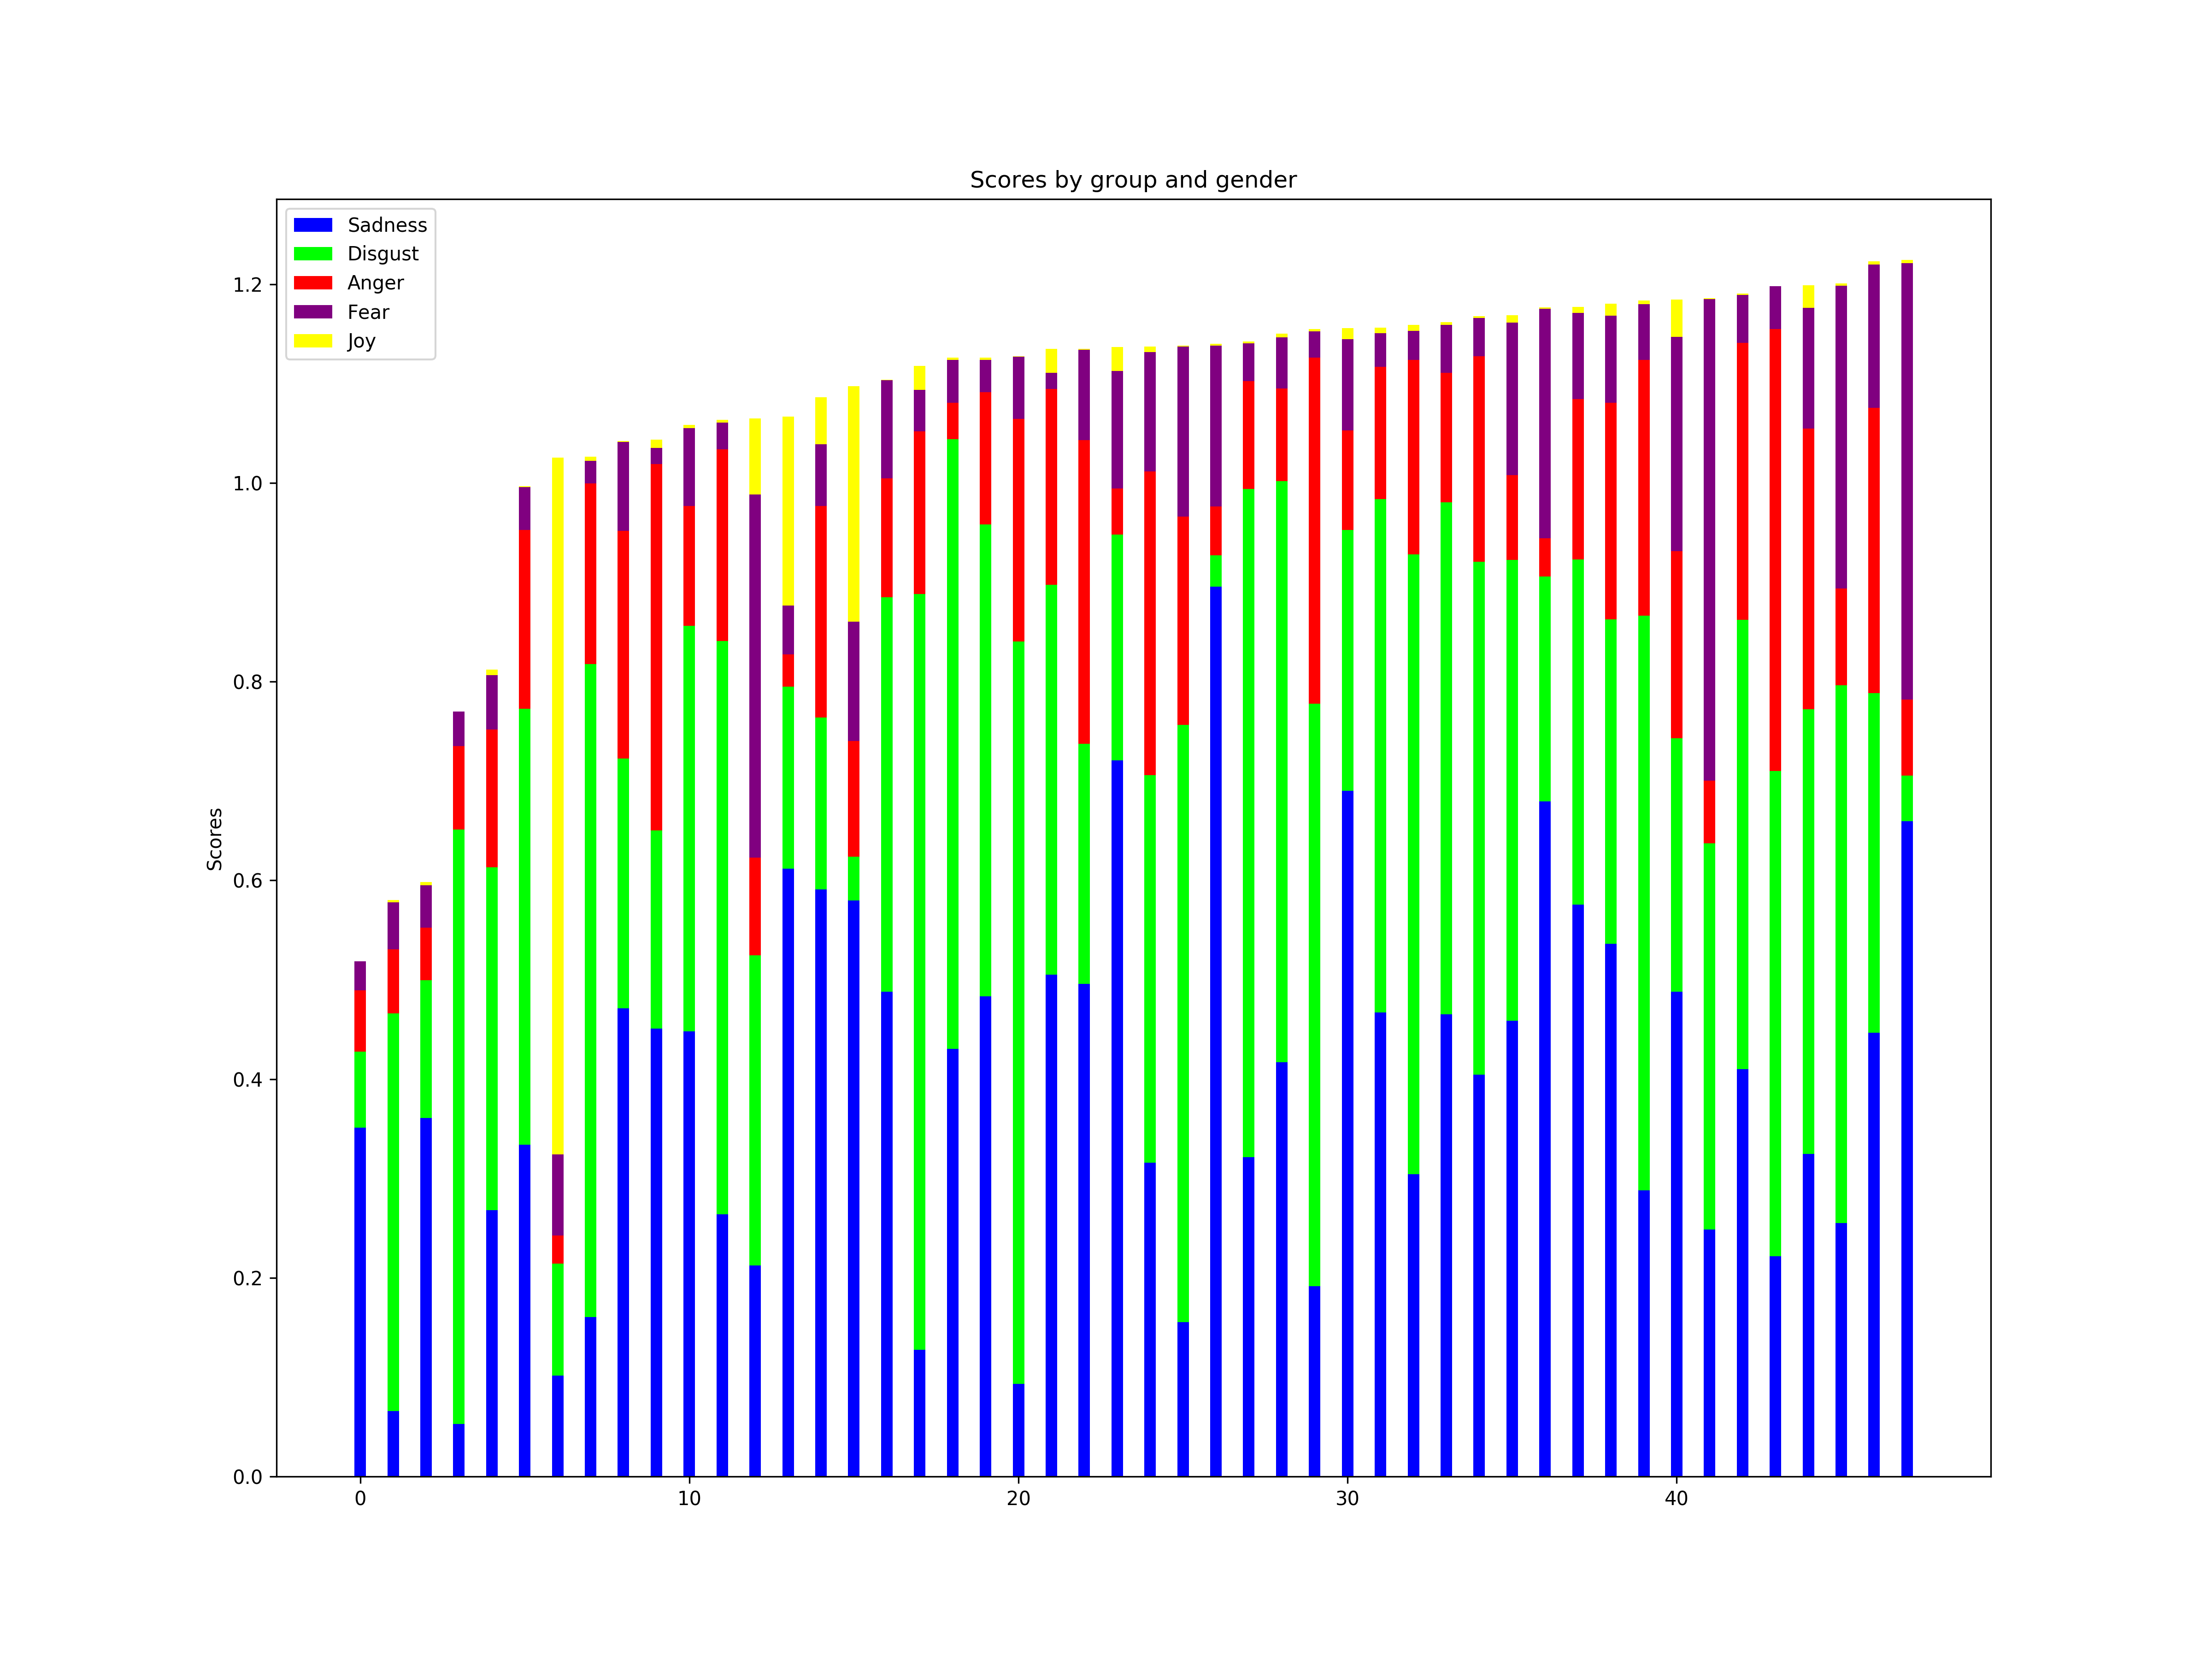 Scores by group and gender
Sadness
Disgust
Anger
Fear
Joy
Scores
1.2
1.0
0.8
0.6
0.4
0.2
0.0
0 10 20 30 40